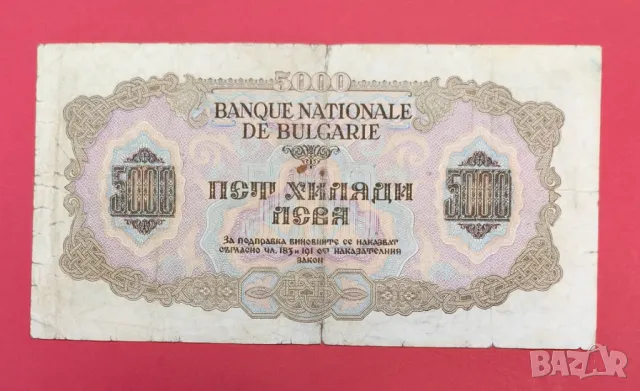 5000
BANQUE NATIONALE
DE BULGARIE
5000 ПЕТ ХИЛЯДИ 5000
ЛЕВА
ЗА ПОДПРАВКА ВИНОВНИТЕ СЕ НАКАЗВАТ
СЪГЛАСНО ЧЛ. 183 И 191 ОТ НАКАЗАТЕЛНИЯ
ЗАКОН
BAZAR